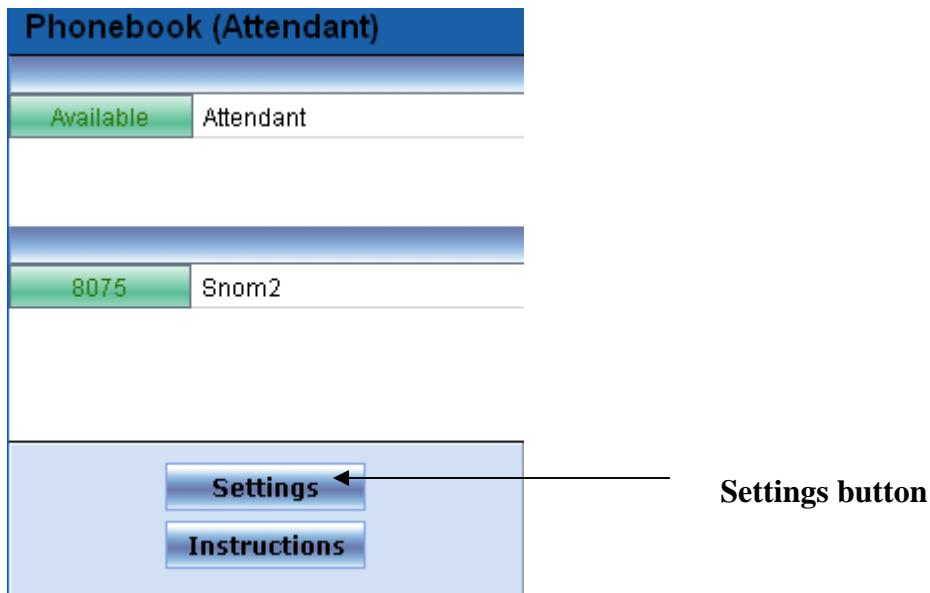 Phonebook (Attendant)
Available Attendant
8075 Snom2
Settings
Settings button
Instructions